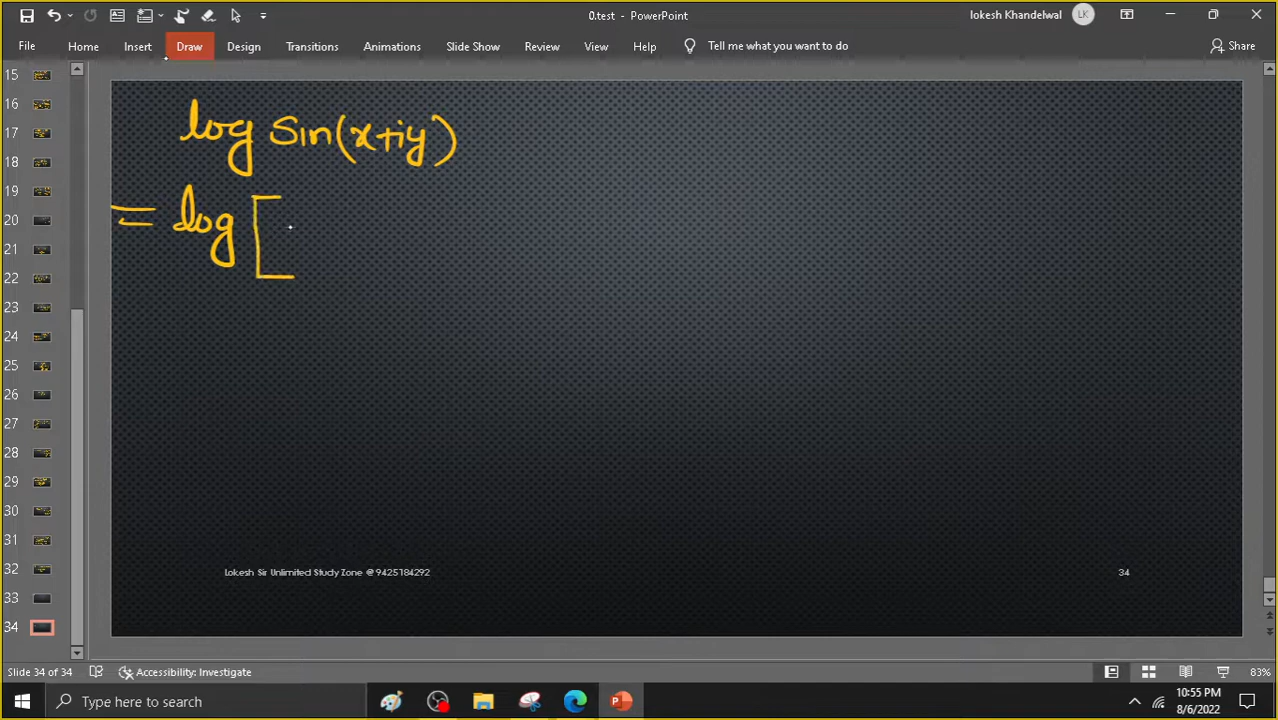 0.test - PowerPoint
lokesh Khandelwal LK
File Home Insert Draw Design Transitions Animations Slide Show Review View Help Tell me what you want to do Share
15
16
17
18
19
20
21
22
23
24
25
26
27
28
29
30
31
32
33
34
log Sin(x+iy)
= log [
Lokesh Sir Unlimited Study Zone @ 9425184292 34
Slide 34 of 34 Accessibility: Investigate 83%
Type here to search 10:55 PM
8/6/2022